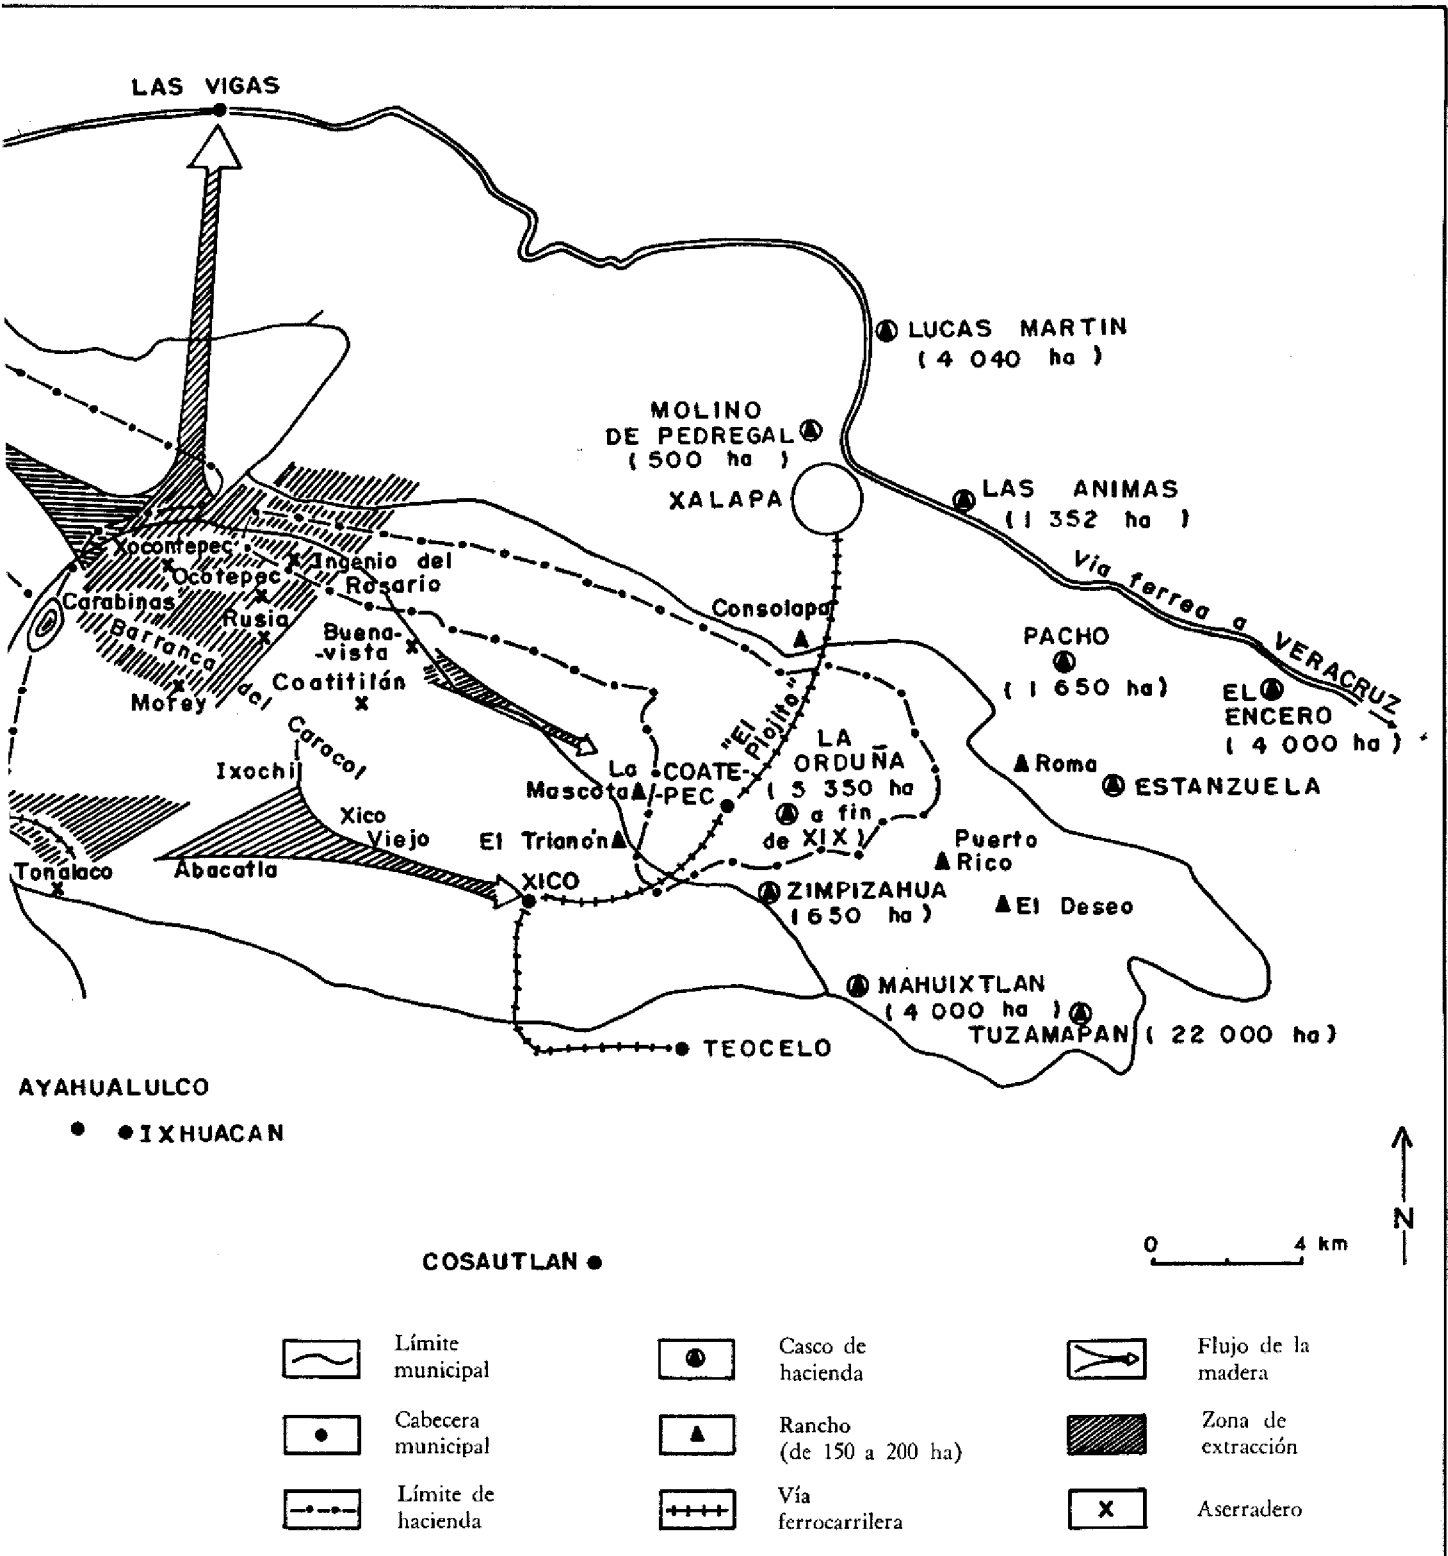 LAS VIGAS
LUCAS MARTIN
( 4 040 ha )
MOLINO
DE PEDREGAL
( 500 ha )
XALAPA
LAS ANIMAS
( 1 352 ha )
Vía ferrea a VERACRUZ
Xocontepec
Ocotepec
Ingenio del
Rosario
Carabinas
Rusia
Barranca del Caracol
Buena-
-vista
Morey
Coatitilán
Consolapa
PACHO
( 1 650 ha )
EL
ENCERO
( 4 000 ha )
"El
Piojito"
LA
ORDUÑA
( 5 350 ha
a fin
de XIX )
Ixochil
La
Mascota
COATE-
-PEC
Roma
ESTANZUELA
Xico
Viejo
El Trianón
Puerto
Rico
Tonalaco
Abacatla
XICO
ZIMPIZAHUA
( 650 ha )
El Deseo
MAHUIXTLAN
( 4 000 ha )
TUZAMAPAN ( 22 000 ha )
TEOCELO
AYAHUALULCO
IXHUACAN
N
COSAUTLAN
0 4 km
Límite
municipal
Casco de
hacienda
Flujo de la
madera
Cabecera
municipal
Rancho
(de 150 a 200 ha)
Zona de
extracción
Límite de
hacienda
Vía
ferrocarrilera
Aserradero